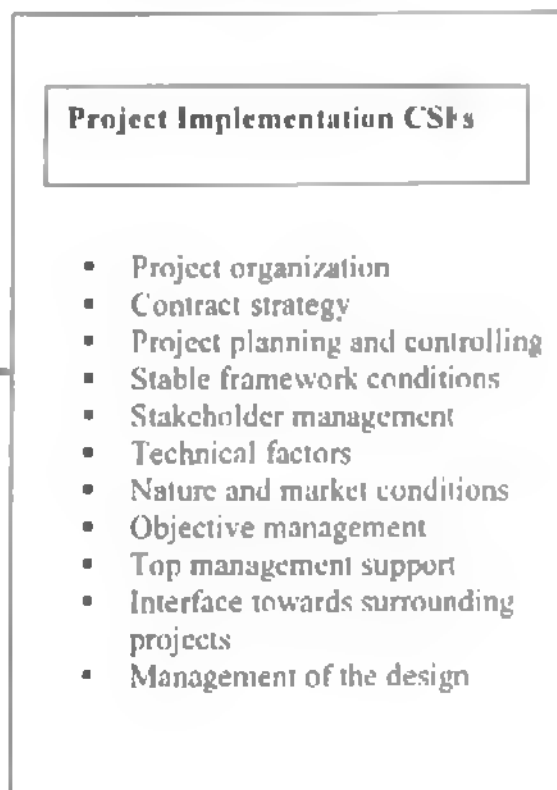 Project Implementation CSFs
▪ Project organization
▪ Contract strategy
▪ Project planning and controlling
▪ Stable framework conditions
▪ Stakeholder management
▪ Technical factors
▪ Nature and market conditions
▪ Objective management
▪ Top management support
▪ Interface towards surrounding
projects
▪ Management of the design